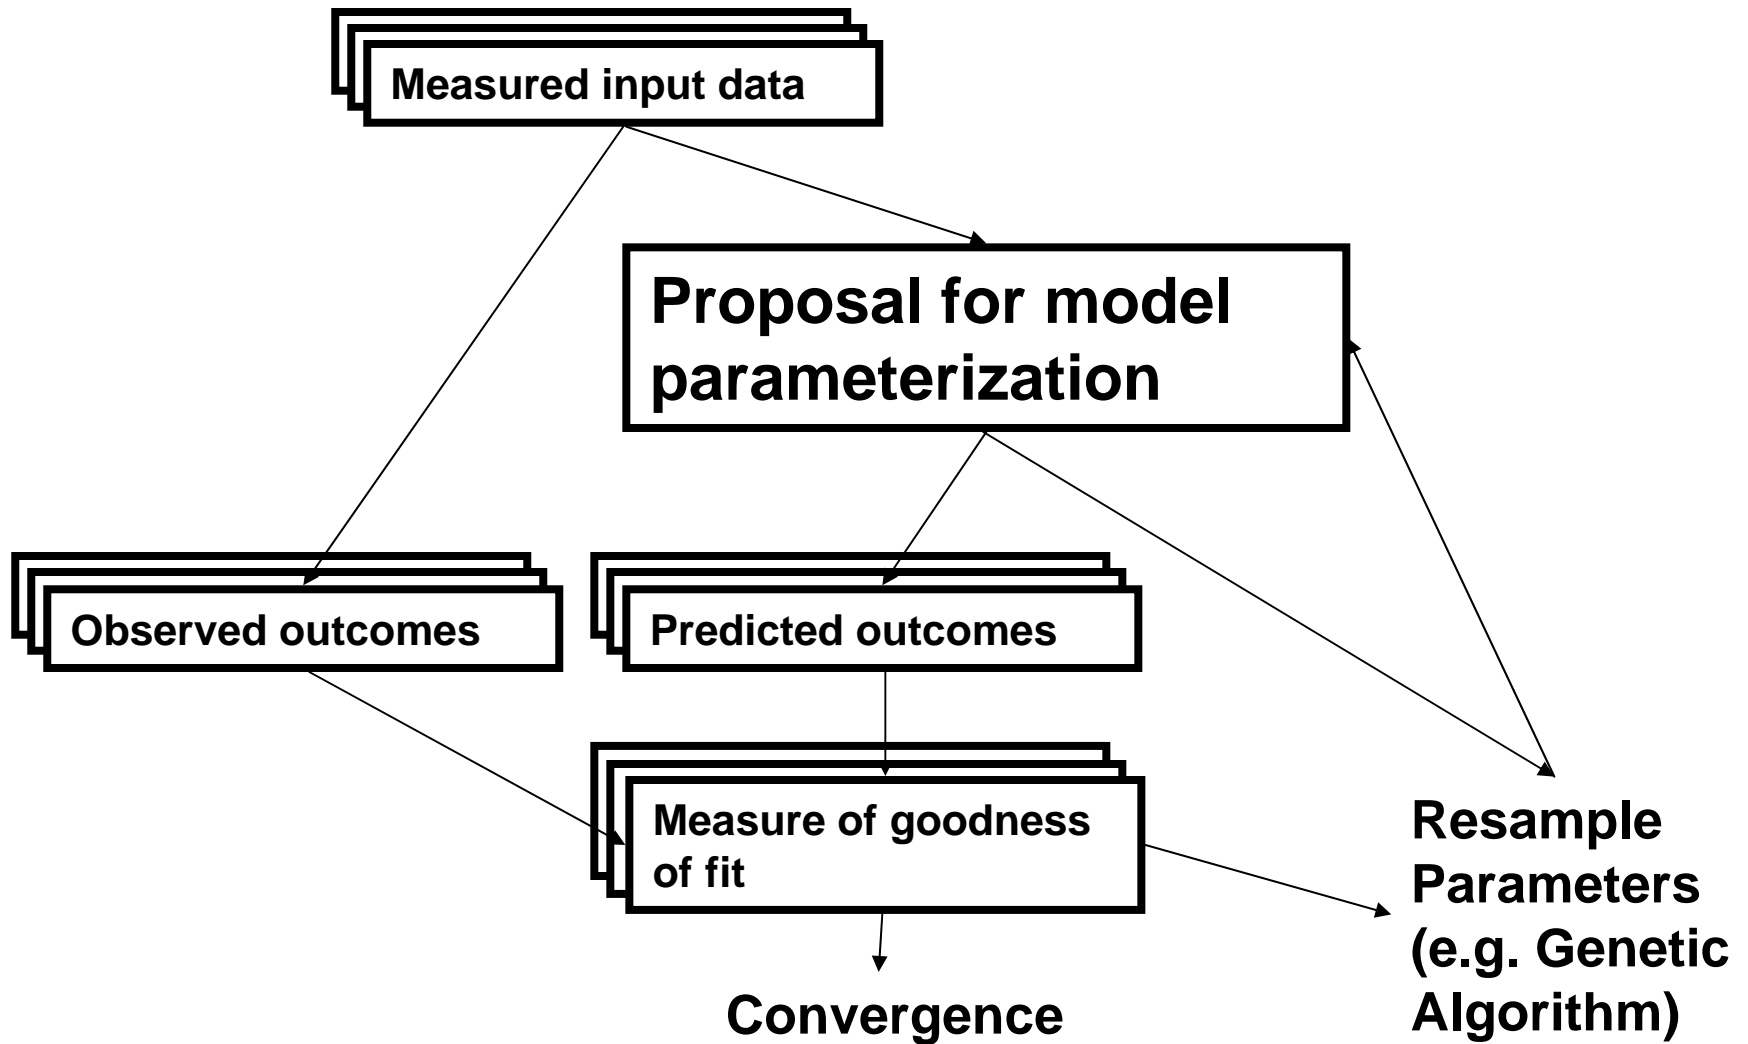 Measured input data
Proposal for model
parameterization
Observed outcomes
Predicted outcomes
Measure of goodness
of fit
Resample
Parameters
(e.g. Genetic
Algorithm)
Convergence